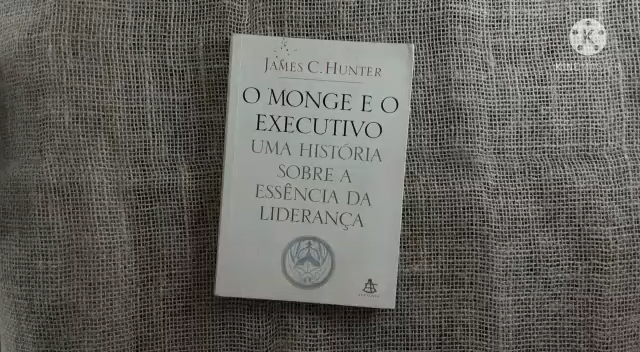 JAMES C. HUNTER
O MONGE E O
EXECUTIVO
UMA HISTÓRIA
SOBRE A
ESSÊNCIA DA
LIDERANÇA